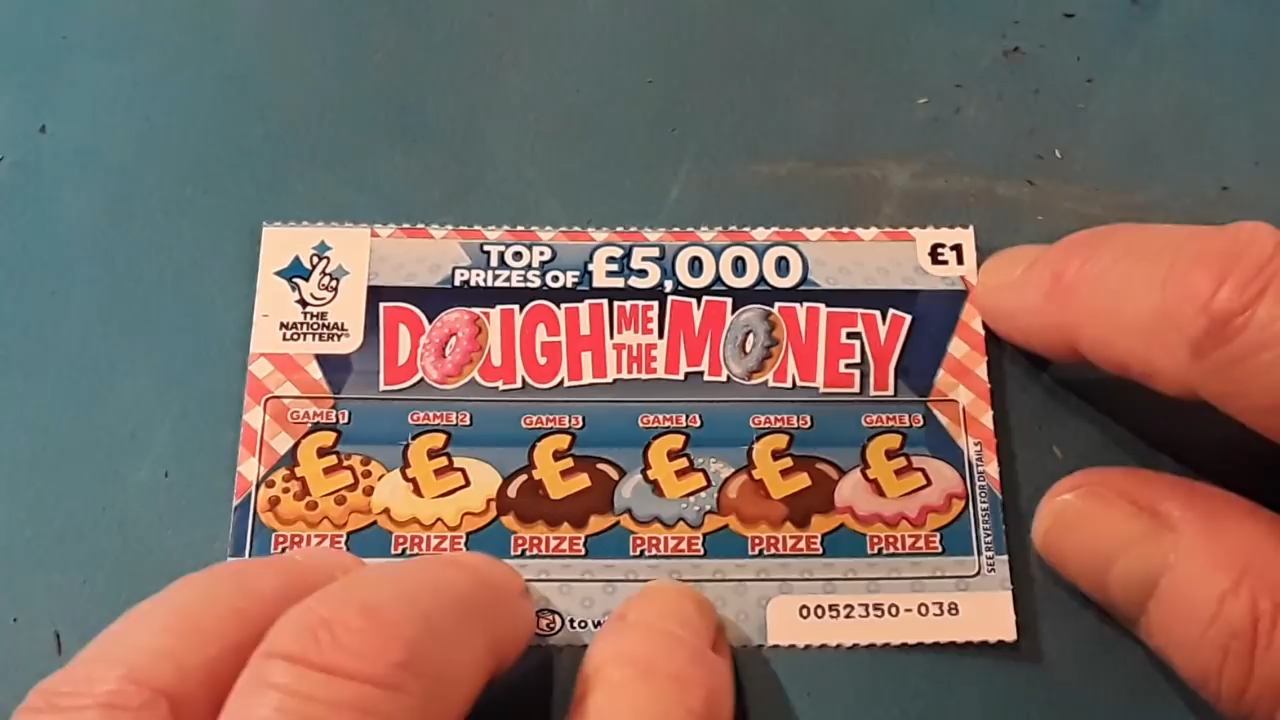 TOP
PRIZES OF £5,000
£1
THE
NATIONAL
LOTTERY®
DOUGH ME THE MONEY
GAME 1 GAME 2 GAME 3 GAME 4 GAME 5 GAME 6
£ £ £ £ £ £
PRIZE PRIZE PRIZE PRIZE PRIZE PRIZE
SEE REVERSE FOR DETAILS
to
0052350-038